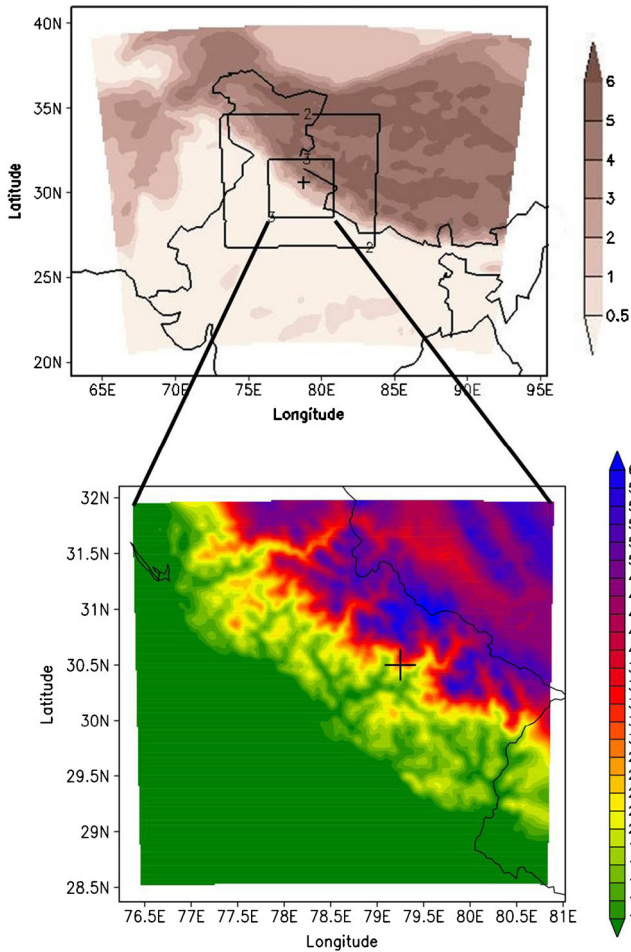 40N
35N
30N
25N
20N
Latitude
65E 70E 75E 80E 85E 90E 95E
Longitude
2
3
3
2
6
5
4
3
2
1
0.5
32N
31.5N
31N
30.5N
30N
29.5N
29N
28.5N
Latitude
76.5E 77E 77.5E 78E 78.5E 79E 79.5E 80E 80.5E 81E
Longitude